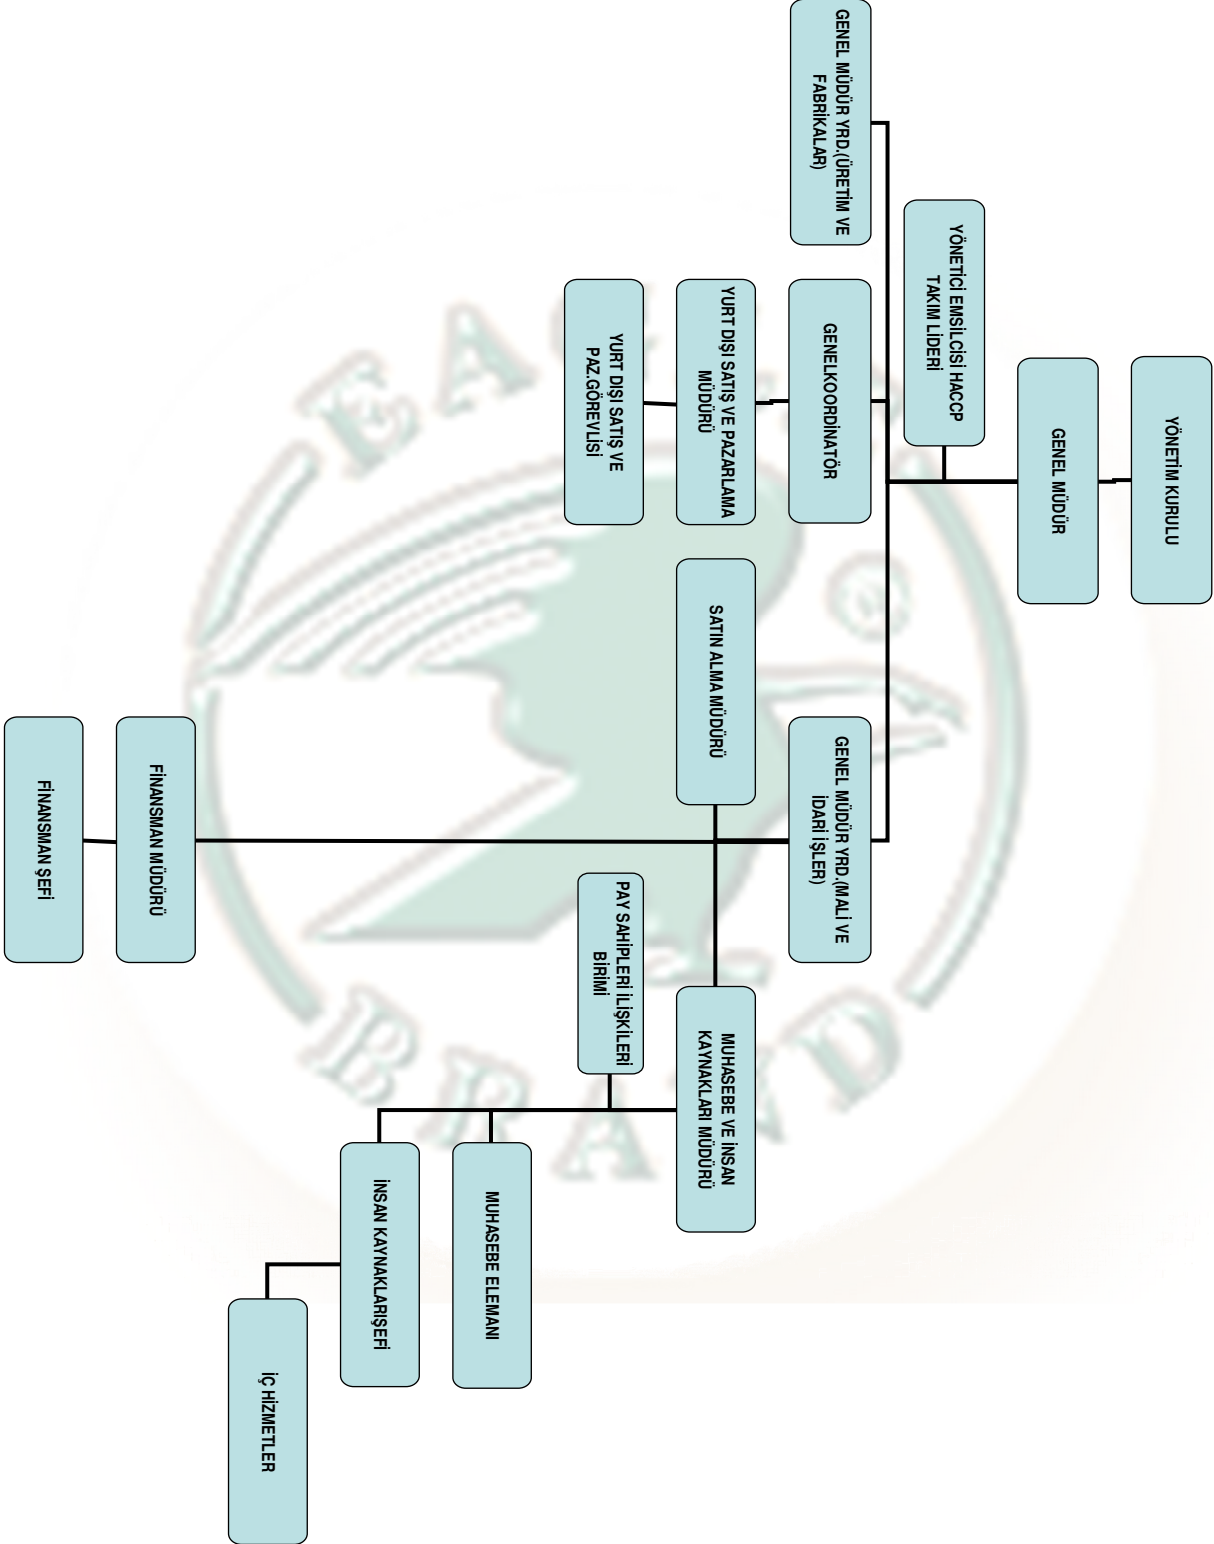 YÖNETİM KURULU
GENEL MÜDÜR
YÖNETİCİ EMSİLCİSİ HACCP
TAKIM LİDERİ
GENEL MÜDÜR YRD.(ÜRETİM VE
FABRİKALAR)
GENELKOORDİNATÖR
GENEL MÜDÜR YRD.(MALİ VE
İDARİ İŞLER)
YURT DIŞI SATIŞ VE PAZARLAMA
MÜDÜRÜ
SATIN ALMA MÜDÜRÜ
MUHASEBE VE İNSAN
KAYNAKLARI MÜDÜRÜ
YURT DIŞI SATIŞ VE
PAZ.GÖREVLİSİ
PAY SAHİPLERİ İLİŞKİLERİ
BİRİMİ
MUHASEBE ELEMANI
İNSAN KAYNAKLARIŞEFİ
İÇ HİZMETLER
FİNANSMAN MÜDÜRÜ
FİNANSMAN ŞEFİ
EAGLE
BRAND
®